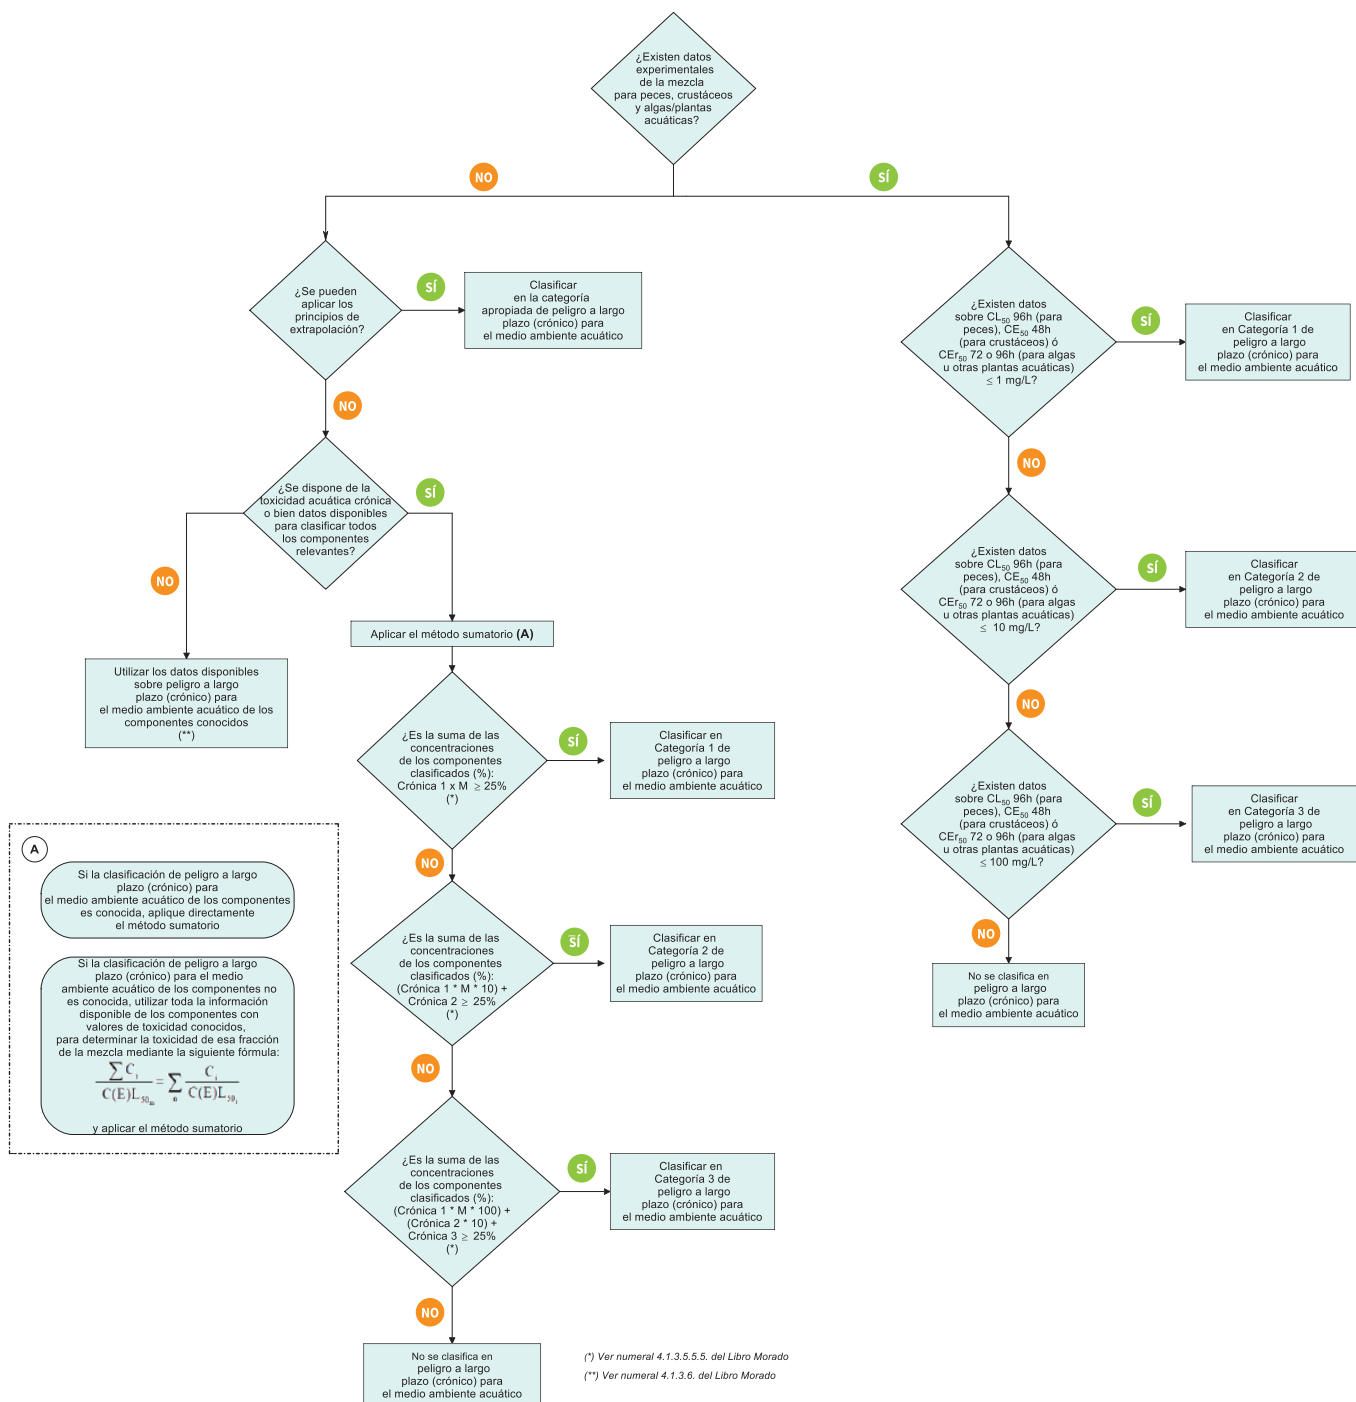 ¿Existen datos
experimentales
de la mezcla
para peces, crustáceos
y algas/plantas
acuáticas?
NO
SÍ
¿Se pueden
aplicar los
principios de
extrapolación?
SÍ
Clasificar
en la categoría
apropiada de peligro a largo
plazo (crónico) para
el medio ambiente acuático
NO
¿Se dispone de la
toxicidad acuática crónica
o bien datos disponibles
para clasificar todos
los componentes
relevantes?
SÍ
NO
Utilizar los datos disponibles
sobre peligro a largo
plazo (crónico) para
el medio ambiente acuático de los
componentes conocidos
(**)
Aplicar el método sumatorio (A)
¿Es la suma de las
concentraciones
de los componentes
clasificados (%):
Crónica 1 x M ≥ 25%
(*)
SÍ
Clasificar en
Categoría 1 de
peligro a largo
plazo (crónico) para
el medio ambiente acuático
NO
¿Es la suma de las
concentraciones
de los componentes
clasificados (%):
(Crónica 1 * M * 10) +
Crónica 2 ≥ 25%
(*)
SÍ
Clasificar en
Categoría 2 de
peligro a largo
plazo (crónico) para
el medio ambiente acuático
NO
¿Es la suma de las
concentraciones
de los componentes
clasificados (%):
(Crónica 1 * M * 100) +
(Crónica 2 * 10) +
Crónica 3 ≥ 25%
(*)
SÍ
Clasificar en
Categoría 3 de
peligro a largo
plazo (crónico) para
el medio ambiente acuático
NO
No se clasifica en
peligro a largo
plazo (crónico) para
el medio ambiente acuático
¿Existen datos
sobre CL₅₀ 96h (para
peces), CE₅₀ 48h
(para crustáceos) ó
CEr₅₀ 72 o 96h (para algas
u otras plantas acuáticas)
≤ 1 mg/L?
SÍ
Clasificar
en Categoría 1 de
peligro a largo
plazo (crónico) para
el medio ambiente acuático
NO
¿Existen datos
sobre CL₅₀ 96h (para
peces), CE₅₀ 48h
(para crustáceos) ó
CEr₅₀ 72 o 96h (para algas
u otras plantas acuáticas)
≤ 10 mg/L?
SÍ
Clasificar
en Categoría 2 de
peligro a largo
plazo (crónico) para
el medio ambiente acuático
NO
¿Existen datos
sobre CL₅₀ 96h (para
peces), CE₅₀ 48h
(para crustáceos) ó
CEr₅₀ 72 o 96h (para algas
u otras plantas acuáticas)
≤ 100 mg/L?
SÍ
Clasificar
en Categoría 3 de
peligro a largo
plazo (crónico) para
el medio ambiente acuático
NO
No se clasifica en
peligro a largo
plazo (crónico) para
el medio ambiente acuático
A
Si la clasificación de peligro a largo
plazo (crónico) para
el medio ambiente acuático de los componentes
es conocida, aplique directamente
el método sumatorio
Si la clasificación de peligro a largo
plazo (crónico) para el medio
ambiente acuático de los componentes no
es conocida, utilizar toda la información
disponible de los componentes con
valores de toxicidad conocidos,
para determinar la toxicidad de esa fracción
de la mezcla mediante la siguiente fórmula:
∑ Cᵢ / C(E)L₅₀ₘ = ∑ₙ Cᵢ / C(E)L₅₀ᵢ
y aplicar el método sumatorio
(*) Ver numeral 4.1.3.5.5.5. del Libro Morado
(**) Ver numeral 4.1.3.6. del Libro Morado